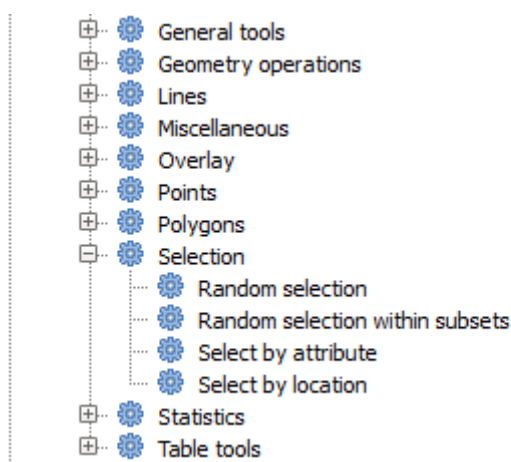 General tools
Geometry operations
Lines
Miscellaneous
Overlay
Points
Polygons
Selection
Random selection
Random selection within subsets
Select by attribute
Select by location
Statistics
Table tools